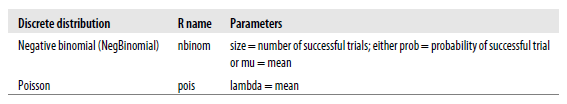 Discrete distribution R name Parameters
Negative binomial (NegBinomial) nbinom size = number of successful trials; either prob = probability of successful trial
or mu = mean
Poisson pois lambda = mean